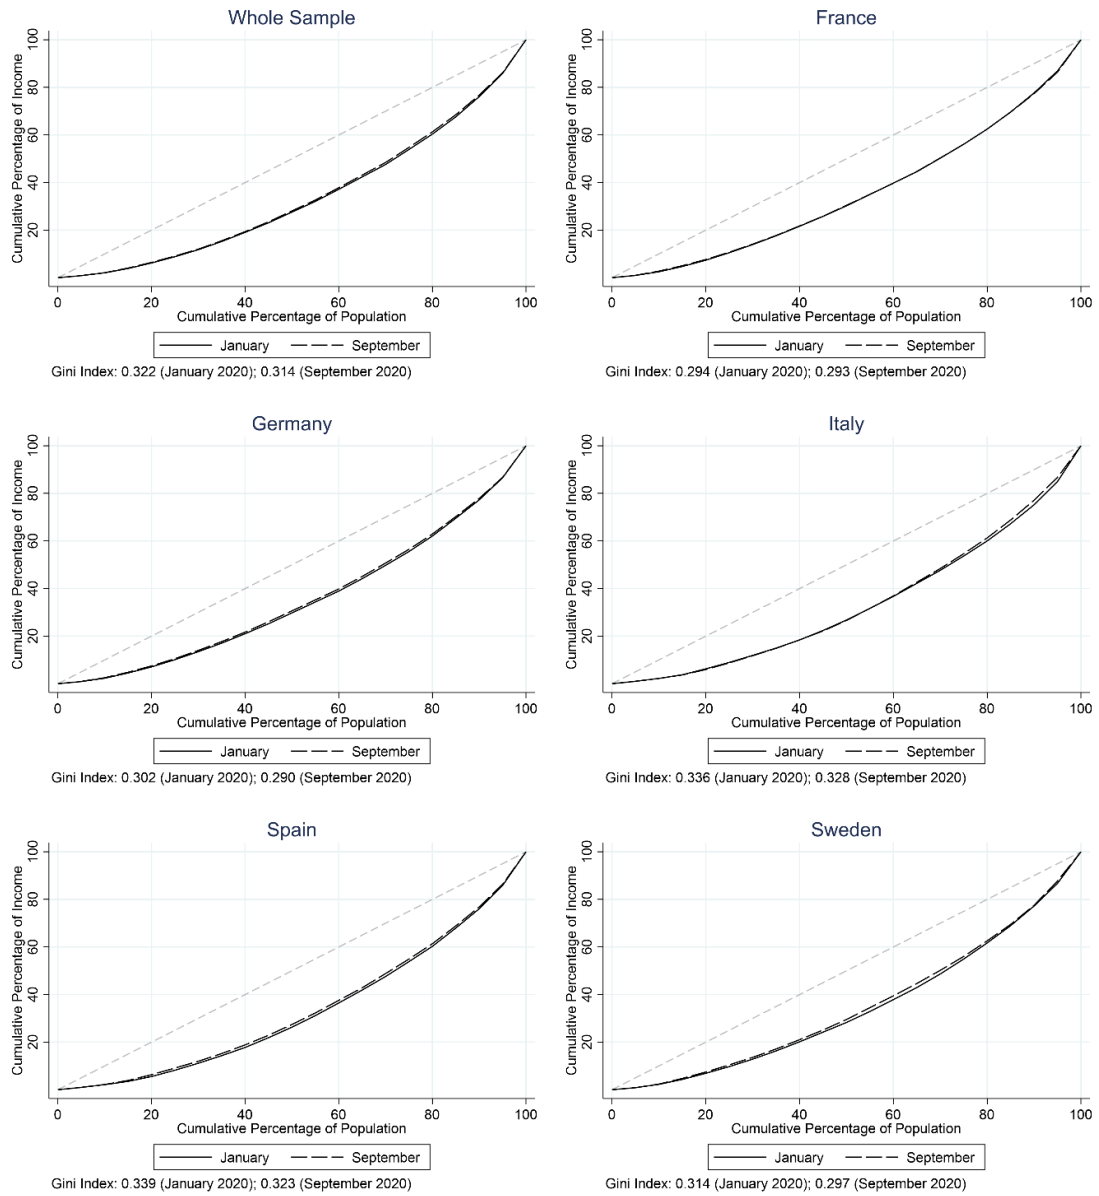 Whole Sample
Cumulative Percentage of Income
100
80
60
40
20
0 20 40 60 80 100
Cumulative Percentage of Population
January September
Gini Index: 0.322 (January 2020); 0.314 (September 2020)
France
Cumulative Percentage of Income
100
80
60
40
20
0 20 40 60 80 100
Cumulative Percentage of Population
January September
Gini Index: 0.294 (January 2020); 0.293 (September 2020)
Germany
Cumulative Percentage of Income
100
80
60
40
20
0 20 40 60 80 100
Cumulative Percentage of Population
January September
Gini Index: 0.302 (January 2020); 0.290 (September 2020)
Italy
Cumulative Percentage of Income
100
80
60
40
20
0 20 40 60 80 100
Cumulative Percentage of Population
January September
Gini Index: 0.336 (January 2020); 0.328 (September 2020)
Spain
Cumulative Percentage of Income
100
80
60
40
20
0 20 40 60 80 100
Cumulative Percentage of Population
January September
Gini Index: 0.339 (January 2020); 0.323 (September 2020)
Sweden
Cumulative Percentage of Income
100
80
60
40
20
0 20 40 60 80 100
Cumulative Percentage of Population
January September
Gini Index: 0.314 (January 2020); 0.297 (September 2020)